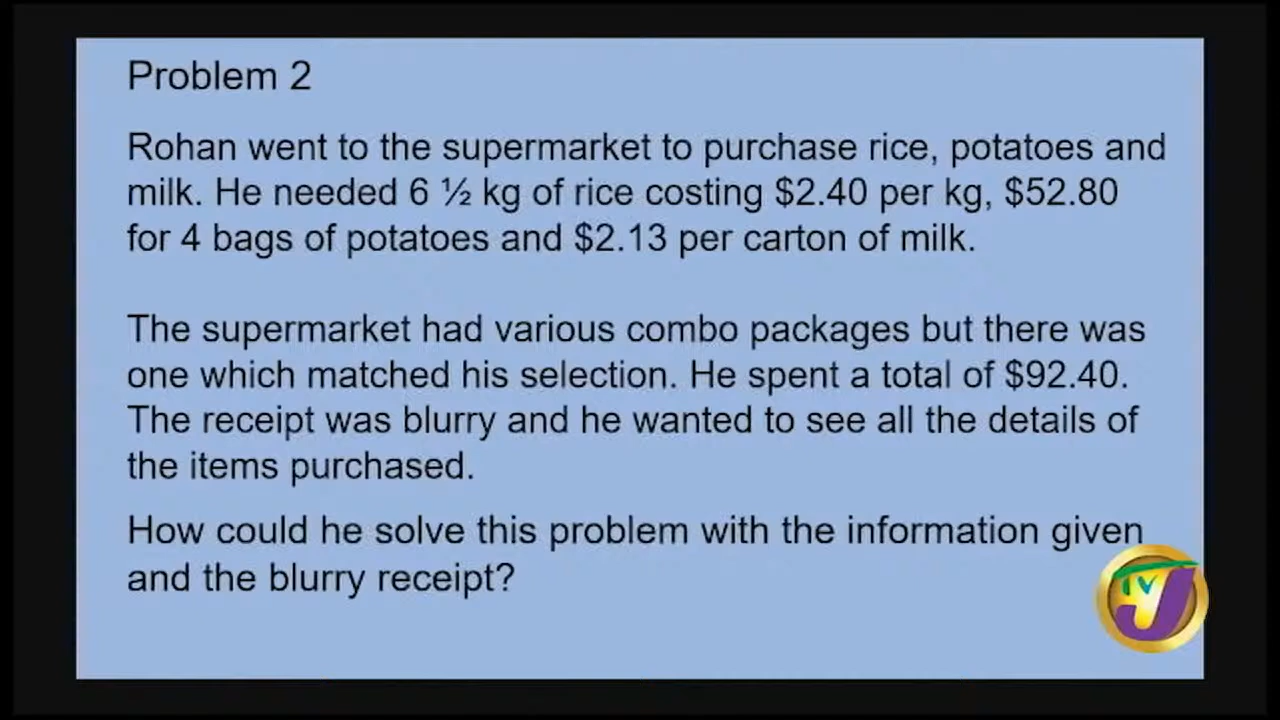 Problem 2
Rohan went to the supermarket to purchase rice, potatoes and
milk. He needed 6 ½ kg of rice costing $2.40 per kg, $52.80
for 4 bags of potatoes and $2.13 per carton of milk.
The supermarket had various combo packages but there was
one which matched his selection. He spent a total of $92.40.
The receipt was blurry and he wanted to see all the details of
the items purchased.
How could he solve this problem with the information given
and the blurry receipt?
TVJ